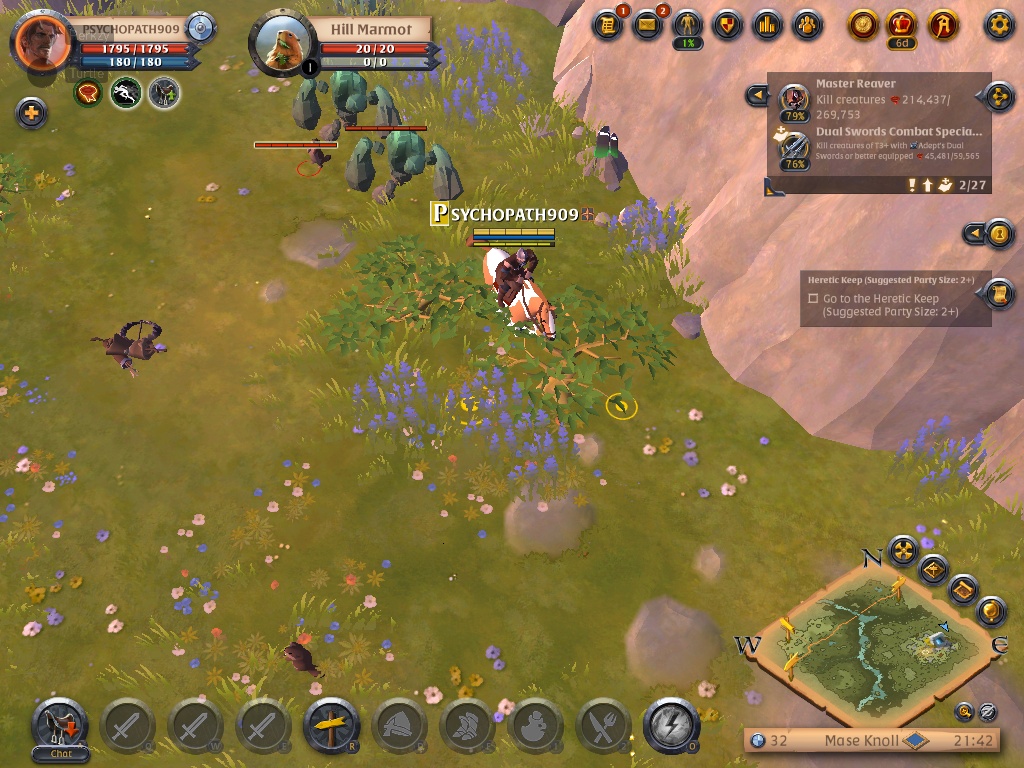 PSYCHOPATH909
1795/1795
180/180
Turtle
Hill Marmot
20/20
0/0
I
1
2
1%
6d
Master Reaver
Kill creatures 214,437/
269,753
79%
Dual Swords Combat Specia...
Kill creatures of T3+ with Adept's Dual
Swords or better equipped 45,481/59,565
76%
2/27
PSYCHOPATH909
Heretic Keep (Suggested Party Size: 2+)
Go to the Heretic Keep
(Suggested Party Size: 2+)
N
W
E
Chat
Q
W
E
R
O
32
Mase Knoll
21:42